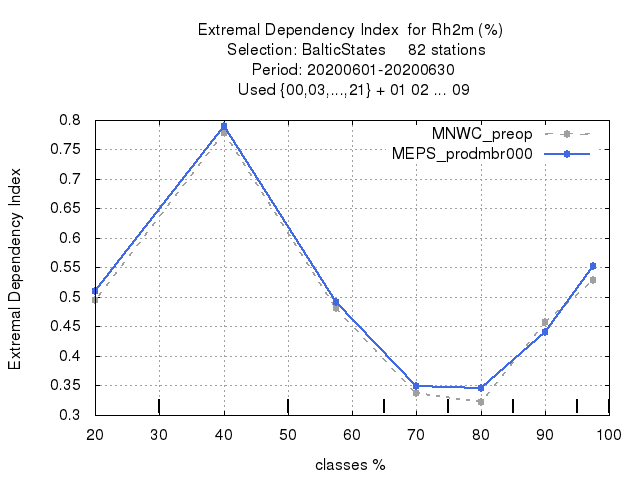 Extremal Dependency Index  for Rh2m (%)
Selection: BalticStates     82 stations
Period: 20200601-20200630
Used {00,03,...,21} + 01 02 ... 09
MNWC_preop
MEPS_prodmbr000
Extremal Dependency Index
0.8
0.75
0.7
0.65
0.6
0.55
0.5
0.45
0.4
0.35
0.3
20 30 40 50 60 70 80 90 100
classes %